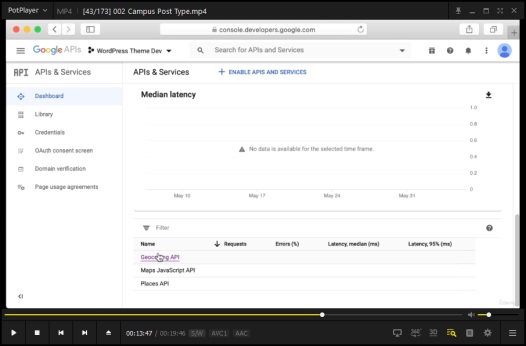 PotPlayer
MP4
[43/173] 002 Campus Post Type.mp4
console.developers.google.com
Google APIs
WordPress Theme Dev
Search for APIs and Services
API
APIs & Services
APIs & Services
ENABLE APIS AND SERVICES
Dashboard
Library
Credentials
OAuth consent screen
Domain verification
Page usage agreements
Median latency
1.0
0.8
0.6
No data is available for the selected time frame.
0.4
0.2
0
May 10
May 17
May 24
May 31
Filter
Name
Requests
Errors (%)
Latency, median (ms)
Latency, 95% (ms)
Geocoding API
Maps JavaScript API
Places API
00:13:47 / 00:19:46
S/W
AVC1
AAC
360°
3D